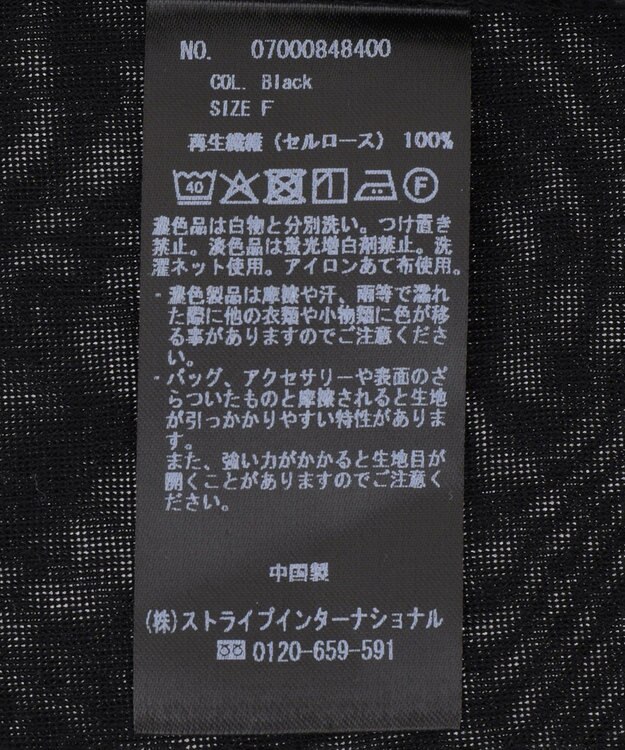 NO. 07000848400
COL. Black
SIZE F
再生繊維（セルロース） 100%
40
F
濃色品は白物と分別洗い。つけ置き
禁止。淡色品は蛍光増白剤禁止。洗
濯ネット使用。アイロンあて布使用。
・濃色製品は摩擦や汗、雨等で濡れ
た際に他の衣類や小物類に色が移
る事がありますのでご注意くださ
い。
・バッグ、アクセサリーや表面のざ
らついたものと摩擦されると生地
が引っかかりやすい特性がありま
す。
また、強い力がかかると生地目が
開くことがありますのでご注意く
ださい。
中国製
(株)ストライプインターナショナル
0120-659-591